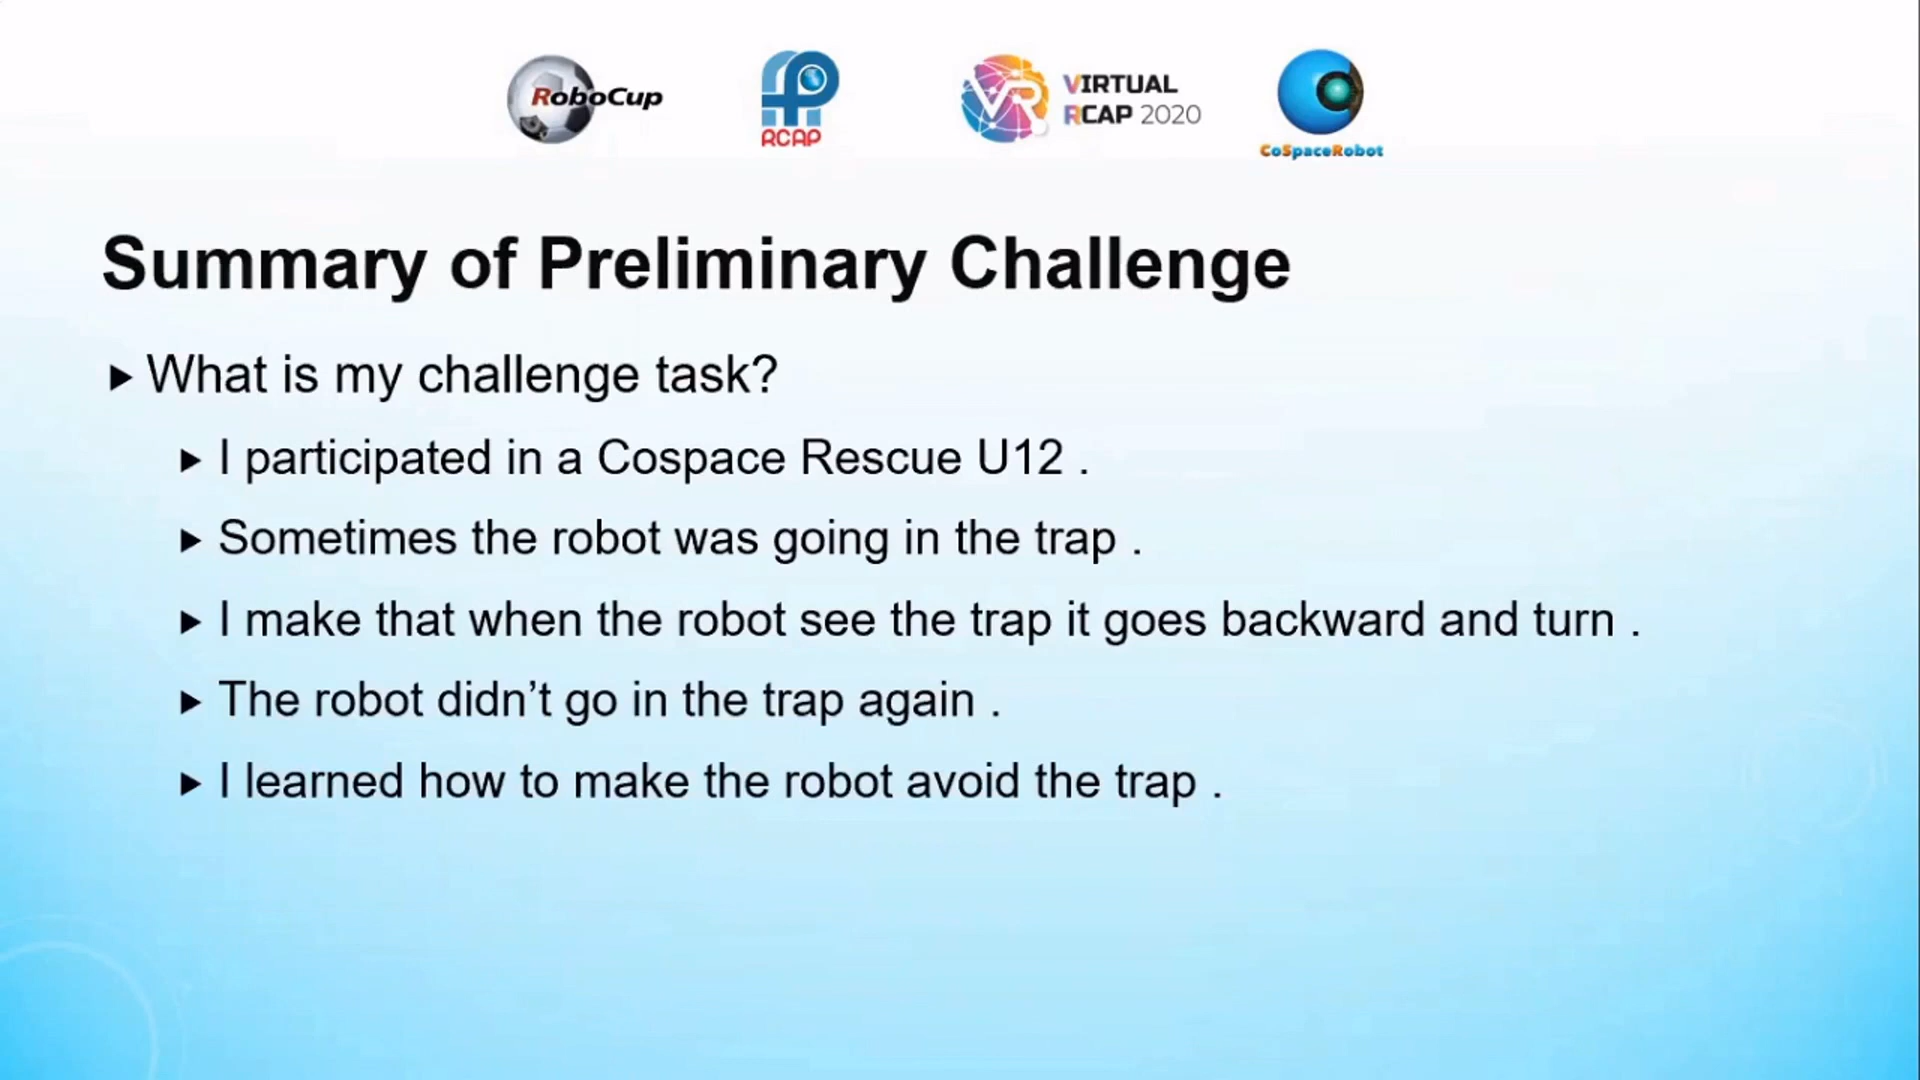 RoboCup
RCAP
VIRTUAL
RCAP 2020
CoSpaceRobot
Summary of Preliminary Challenge
What is my challenge task?
I participated in a Cospace Rescue U12 .
Sometimes the robot was going in the trap .
I make that when the robot see the trap it goes backward and turn .
The robot didn’t go in the trap again .
I learned how to make the robot avoid the trap .